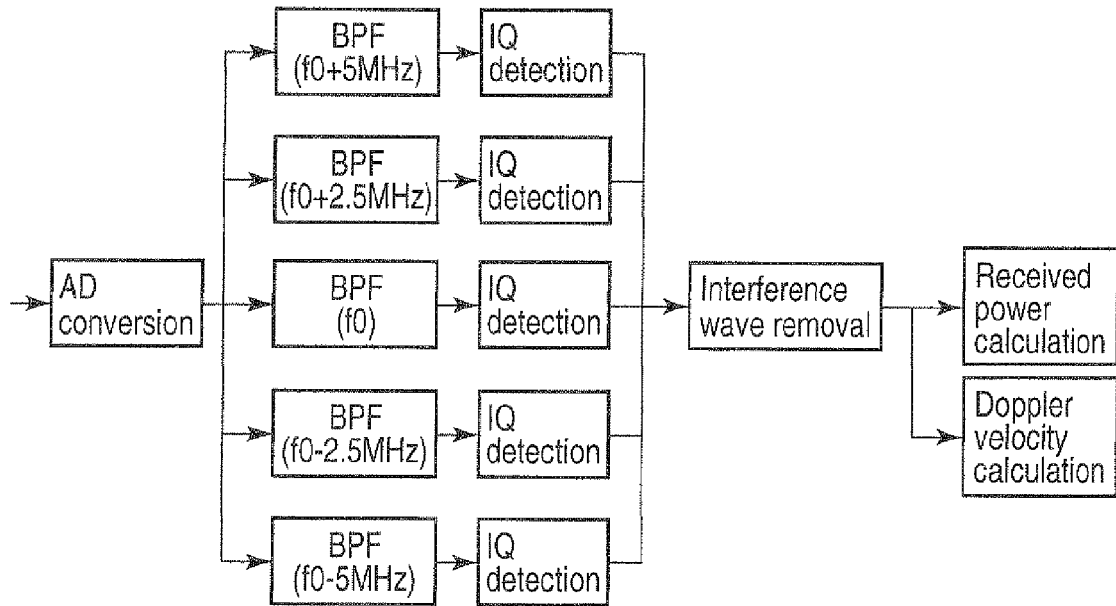 BPF
(f0+5MHz)
IQ
detection
BPF
(f0+2.5MHz)
IQ
detection
AD
conversion
BPF
(f0)
IQ
detection
Interference
wave removal
Received
power
calculation
BPF
(f0-2.5MHz)
IQ
detection
Doppler
velocity
calculation
BPF
(f0-5MHz)
IQ
detection